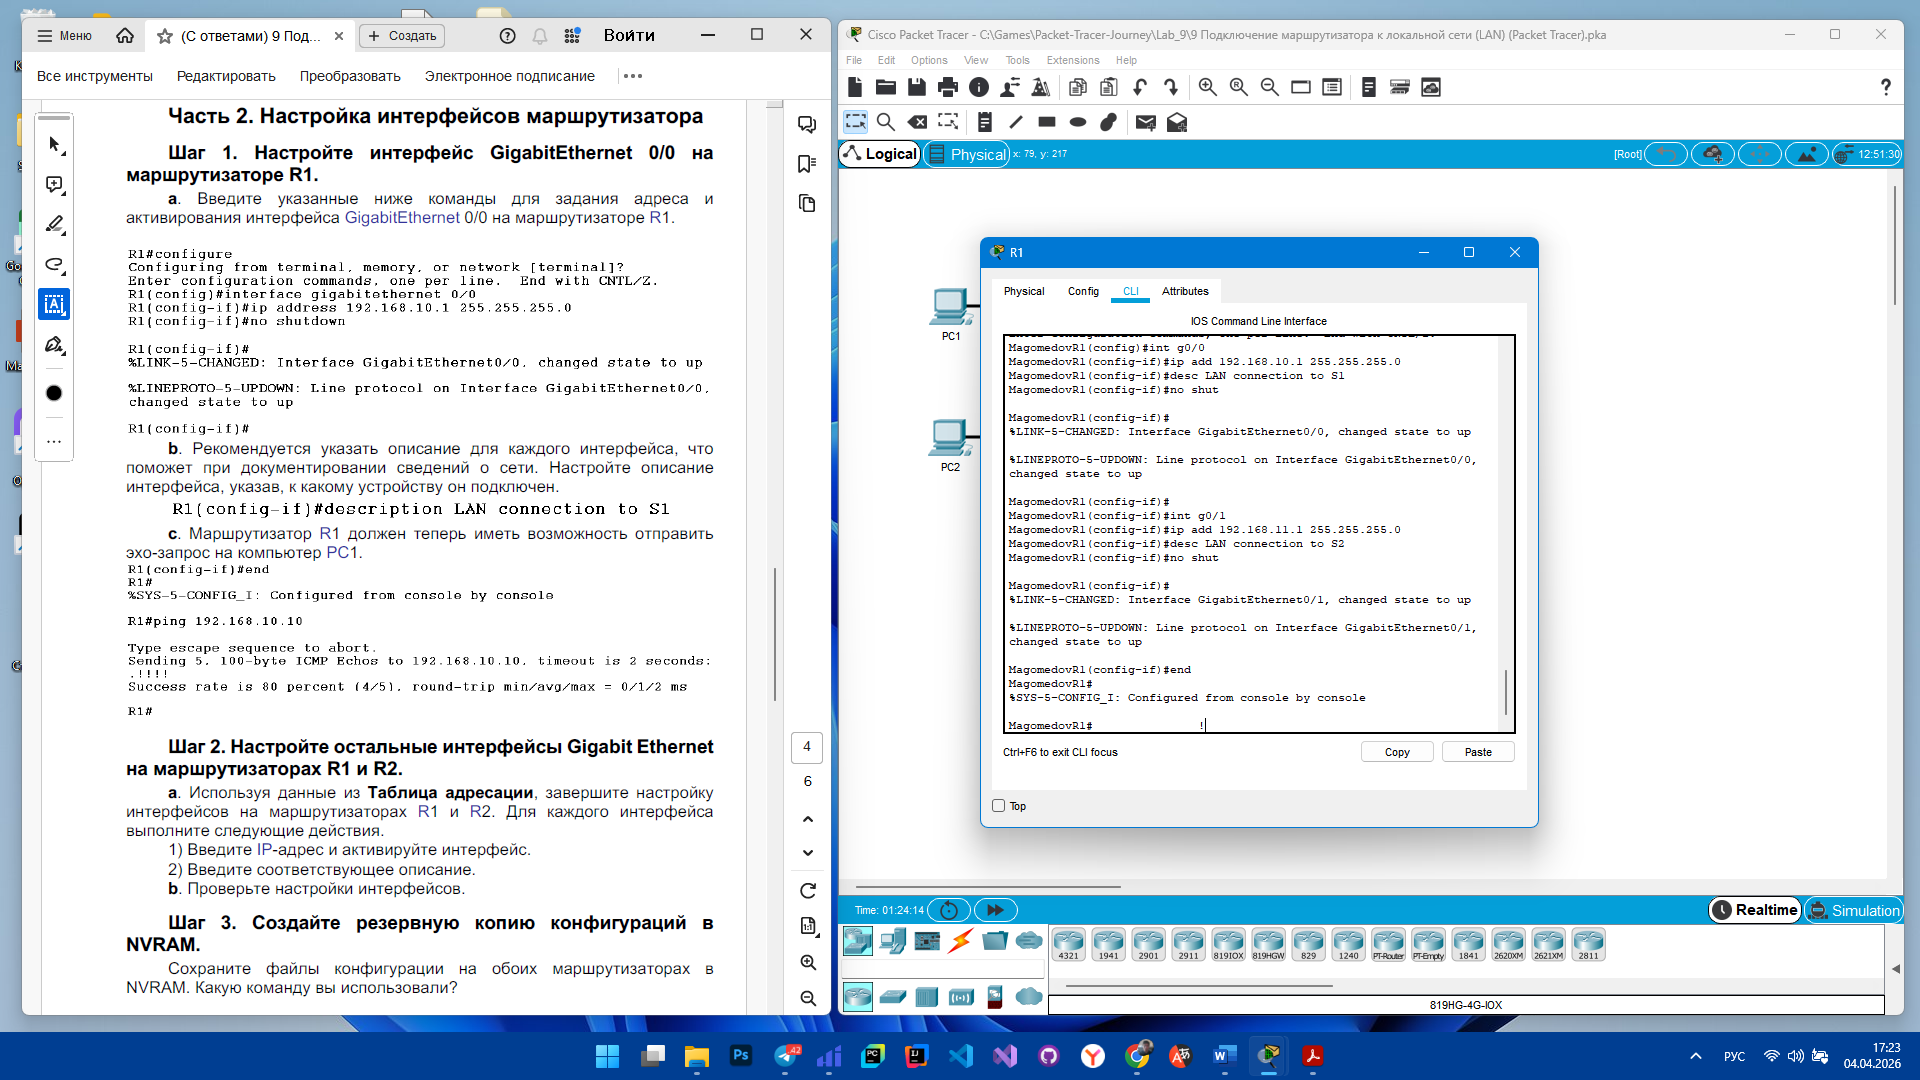 Меню
(С ответами) 9 Под...
Создать
Войти
Все инструменты
Редактировать
Преобразовать
Электронное подписание
Часть 2. Настройка интерфейсов маршрутизатора
Шаг 1. Настройте интерфейс GigabitEthernet 0/0 на
маршрутизаторе R1.
a. Введите указанные ниже команды для задания адреса и
активирования интерфейса GigabitEthernet 0/0 на маршрутизаторе R1.
R1#configure
Configuring from terminal, memory, or network [terminal]?
Enter configuration commands, one per line.  End with CNTL/Z.
R1(config)#interface gigabitethernet 0/0
R1(config-if)#ip address 192.168.10.1 255.255.255.0
R1(config-if)#no shutdown
R1(config-if)#
%LINK-5-CHANGED: Interface GigabitEthernet0/0, changed state to up
%LINEPROTO-5-UPDOWN: Line protocol on Interface GigabitEthernet0/0,
changed state to up
R1(config-if)#
b. Рекомендуется указать описание для каждого интерфейса, что
поможет при документировании сведений о сети. Настройте описание
интерфейса, указав, к какому устройству он подключен.
R1(config-if)#description LAN connection to S1
c. Маршрутизатор R1 должен теперь иметь возможность отправить
эхо-запрос на компьютер PC1.
R1(config-if)#end
R1#
%SYS-5-CONFIG_I: Configured from console by console
R1#ping 192.168.10.10
Type escape sequence to abort.
Sending 5, 100-byte ICMP Echos to 192.168.10.10, timeout is 2 seconds:
.!!!!
Success rate is 80 percent (4/5), round-trip min/avg/max = 0/1/2 ms
R1#
Шаг 2. Настройте остальные интерфейсы Gigabit Ethernet
на маршрутизаторах R1 и R2.
a. Используя данные из Таблица адресации, завершите настройку
интерфейсов на маршрутизаторах R1 и R2. Для каждого интерфейса
выполните следующие действия.
1) Введите IP-адрес и активируйте интерфейс.
2) Введите соответствующее описание.
b. Проверьте настройки интерфейсов.
Шаг 3. Создайте резервную копию конфигураций в
NVRAM.
Сохраните файлы конфигурации на обоих маршрутизаторах в
NVRAM. Какую команду вы использовали?
4
6
Cisco Packet Tracer - C:\Games\Packet-Tracer-Journey\Lab_9\9 Подключение маршрутизатора к локальной сети (LAN) (Packet Tracer).pka
File Edit Options View Tools Extensions Help
Logical
Physical
x: 79, y: 217
[Root]
12:51:30
PC1
PC2
R1
Physical Config CLI Attributes
IOS Command Line Interface
MagomedovR1(config)#int g0/0
MagomedovR1(config-if)#ip add 192.168.10.1 255.255.255.0
MagomedovR1(config-if)#desc LAN connection to S1
MagomedovR1(config-if)#no shut
MagomedovR1(config-if)#
%LINK-5-CHANGED: Interface GigabitEthernet0/0, changed state to up
%LINEPROTO-5-UPDOWN: Line protocol on Interface GigabitEthernet0/0,
changed state to up
MagomedovR1(config-if)#
MagomedovR1(config-if)#int g0/1
MagomedovR1(config-if)#ip add 192.168.11.1 255.255.255.0
MagomedovR1(config-if)#desc LAN connection to S2
MagomedovR1(config-if)#no shut
MagomedovR1(config-if)#
%LINK-5-CHANGED: Interface GigabitEthernet0/1, changed state to up
%LINEPROTO-5-UPDOWN: Line protocol on Interface GigabitEthernet0/1,
changed state to up
MagomedovR1(config-if)#end
MagomedovR1#
%SYS-5-CONFIG_I: Configured from console by console
MagomedovR1# !
Ctrl+F6 to exit CLI focus
Copy
Paste
Top
Time: 01:24:14
Realtime
Simulation
4321 1941 2901 2911 819IOX 819HGW 829 1240 PT-Router PT-Empty 1841 2620XM 2621XM 2811
819HG-4G-IOX
42
РУС
17:23
04.04.2026